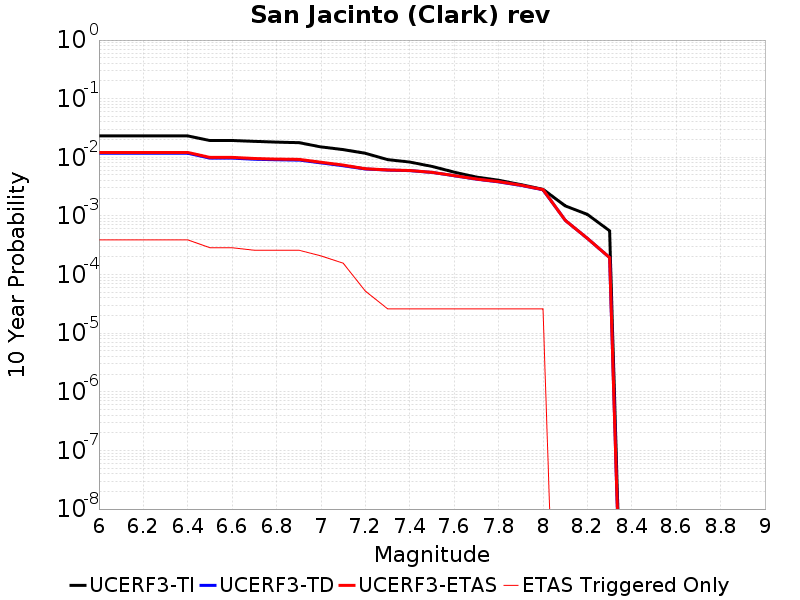 San Jacinto (Clark) rev
10 Year Probability
10^0
10^-1
10^-2
10^-3
10^-4
10^-5
10^-6
10^-7
10^-8
6 6.2 6.4 6.6 6.8 7 7.2 7.4 7.6 7.8 8 8.2 8.4 8.6 8.8 9
Magnitude
UCERF3-TI UCERF3-TD UCERF3-ETAS ETAS Triggered Only